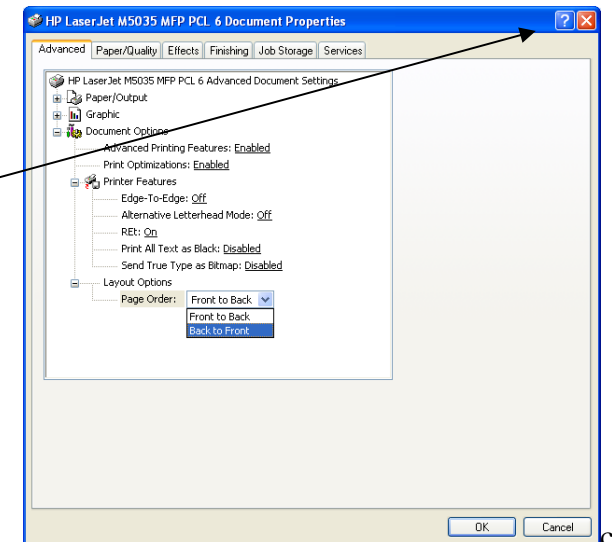 HP LaserJet M5035 MFP PCL 6 Document Properties
Advanced Paper/Quality Effects Finishing Job Storage Services
HP LaserJet M5035 MFP PCL 6 Advanced Document Settings
Paper/Output
Graphic
Document Options
Advanced Printing Features: Enabled
Print Optimizations: Enabled
Printer Features
Edge-To-Edge: Off
Alternative Letterhead Mode: Off
REt: On
Print All Text as Black: Disabled
Send True Type as Bitmap: Disabled
Layout Options
Page Order: Front to Back
Front to Back
Back to Front
OK Cancel